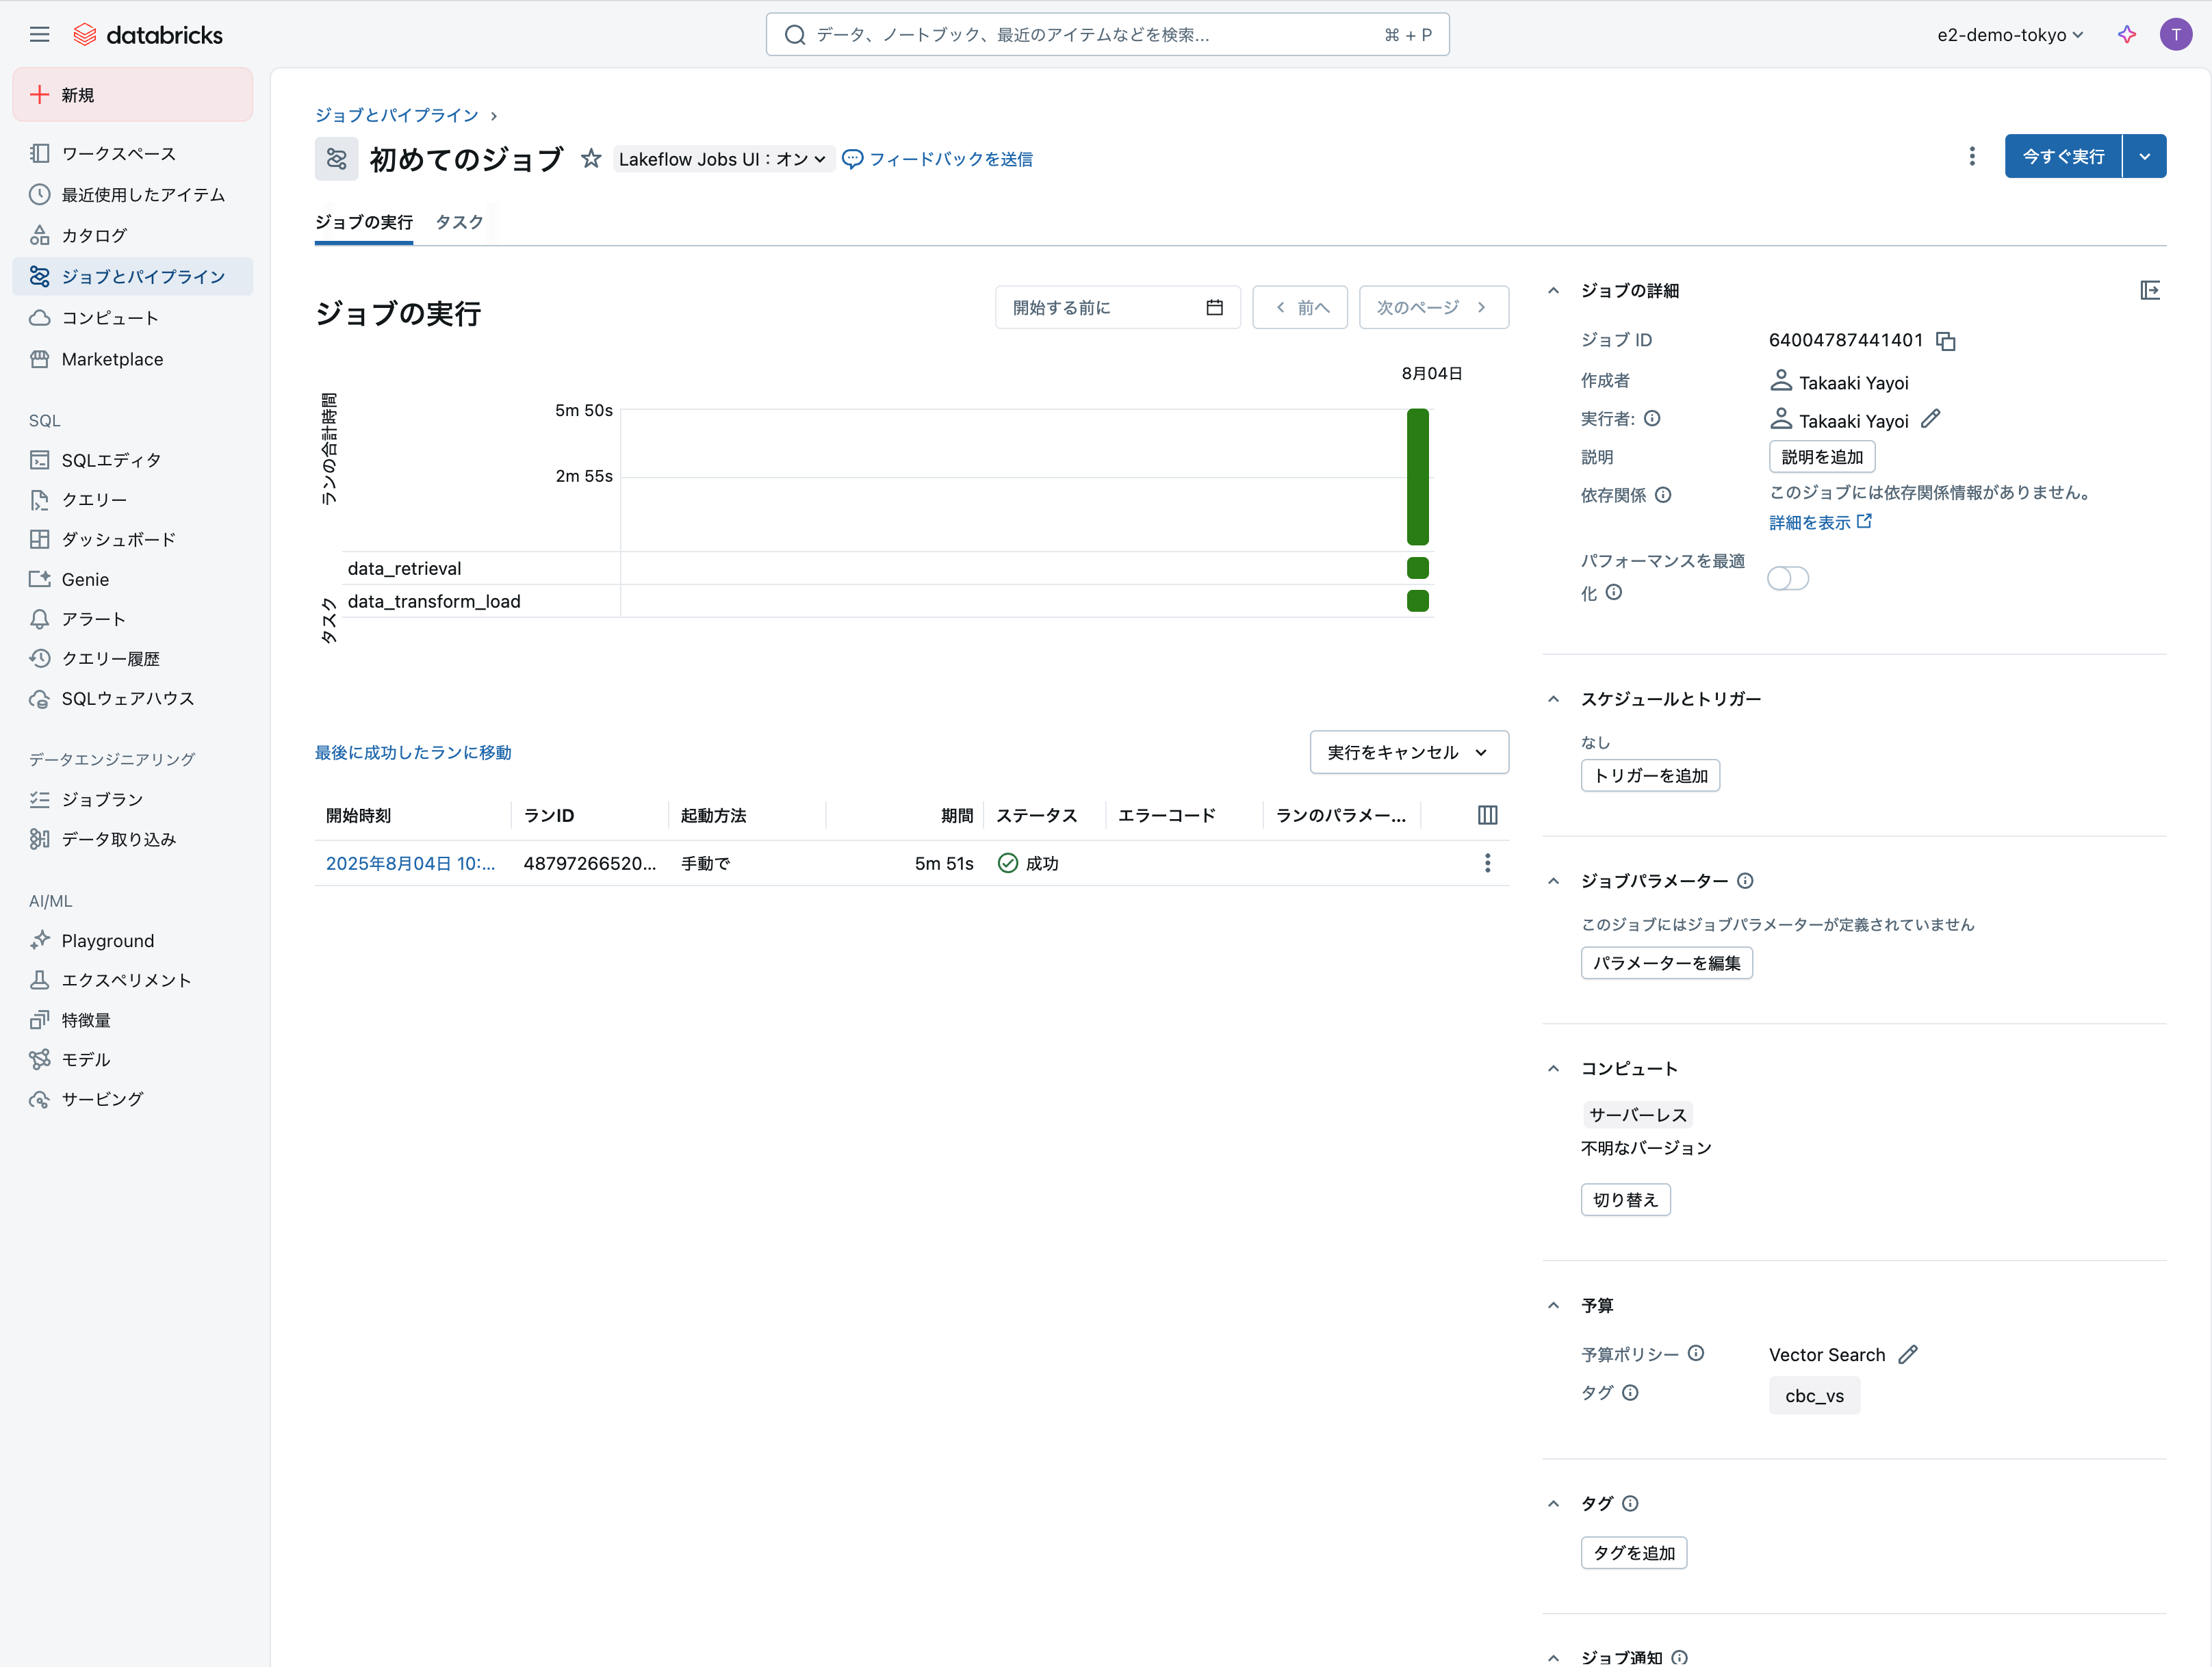 databricks
データ、ノートブック、最近のアイテムなどを検索...
⌘ + P
e2-demo-tokyo
T
新規
ワークスペース
最近使用したアイテム
カタログ
ジョブとパイプライン
コンピュート
Marketplace
SQL
SQLエディタ
クエリー
ダッシュボード
Genie
アラート
クエリー履歴
SQLウェアハウス
データエンジニアリング
ジョブラン
データ取り込み
AI/ML
Playground
エクスペリメント
特徴量
モデル
サービング
ジョブとパイプライン
初めてのジョブ
Lakeflow Jobs UI：オン
フィードバックを送信
今すぐ実行
ジョブの実行
タスク
ジョブの実行
開始する前に
前へ
次のページ
8月04日
ランの合計時間
5m 50s
2m 55s
タスク
data_retrieval
data_transform_load
最後に成功したランに移動
実行をキャンセル
開始時刻 ランID 起動方法 期間 ステータス エラーコード ランのパラメー...
2025年8月04日 10:... 48797266520... 手動で 5m 51s 成功
ジョブの詳細
ジョブ ID 64004787441401
作成者 Takaaki Yayoi
実行者: Takaaki Yayoi
説明 説明を追加
依存関係 このジョブには依存関係情報がありません。
詳細を表示
パフォーマンスを最適
化
スケジュールとトリガー
なし
トリガーを追加
ジョブパラメーター
このジョブにはジョブパラメーターが定義されていません
パラメーターを編集
コンピュート
サーバーレス
不明なバージョン
切り替え
予算
予算ポリシー Vector Search
タグ cbc_vs
タグ
タグを追加
ジョブ通知